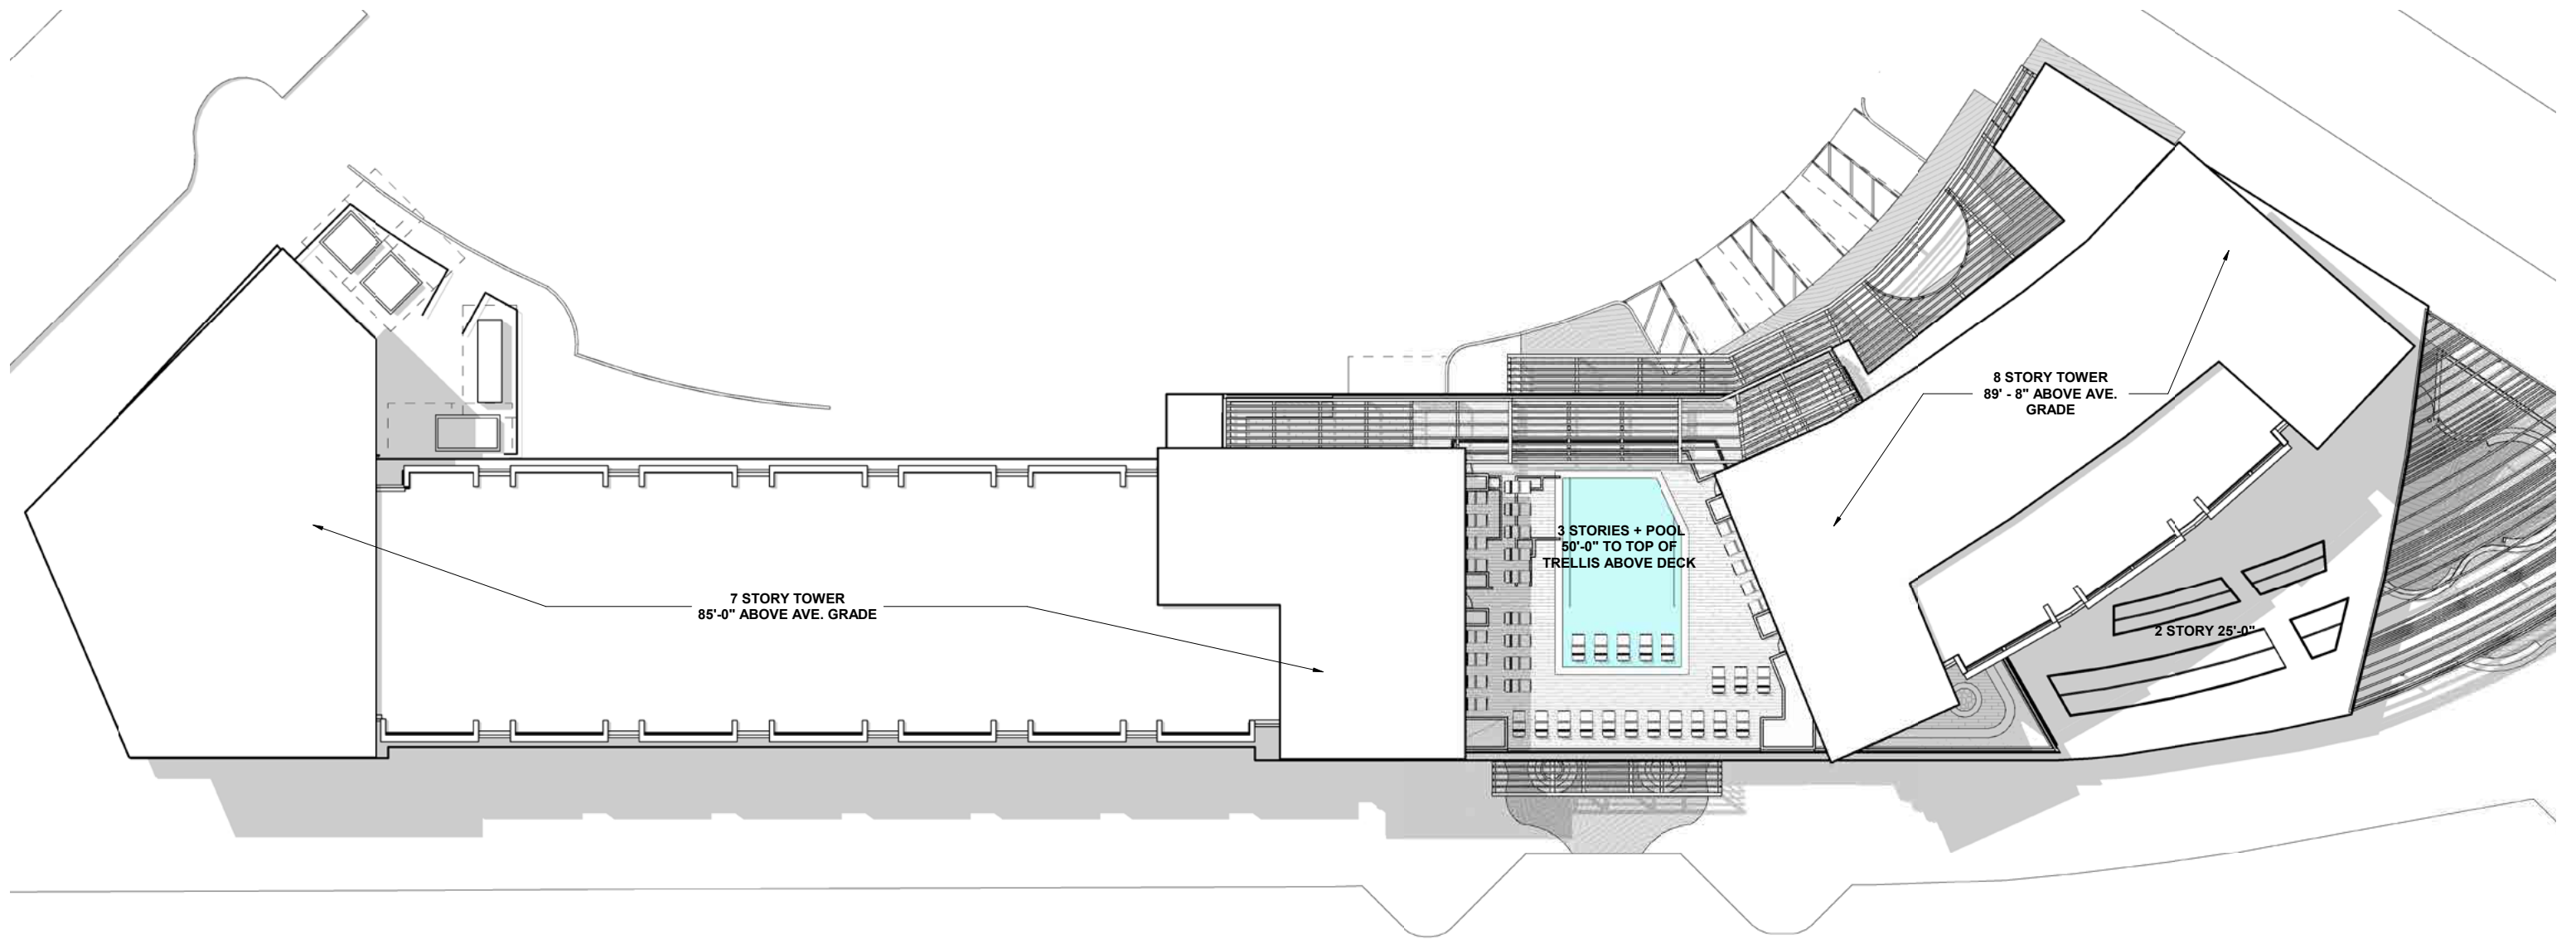 8 STORY TOWER
89' - 8" ABOVE AVE.
GRADE
3 STORIES + POOL
50'-0" TO TOP OF
TRELLIS ABOVE DECK
7 STORY TOWER
85'-0" ABOVE AVE. GRADE
2 STORY 25'-0"